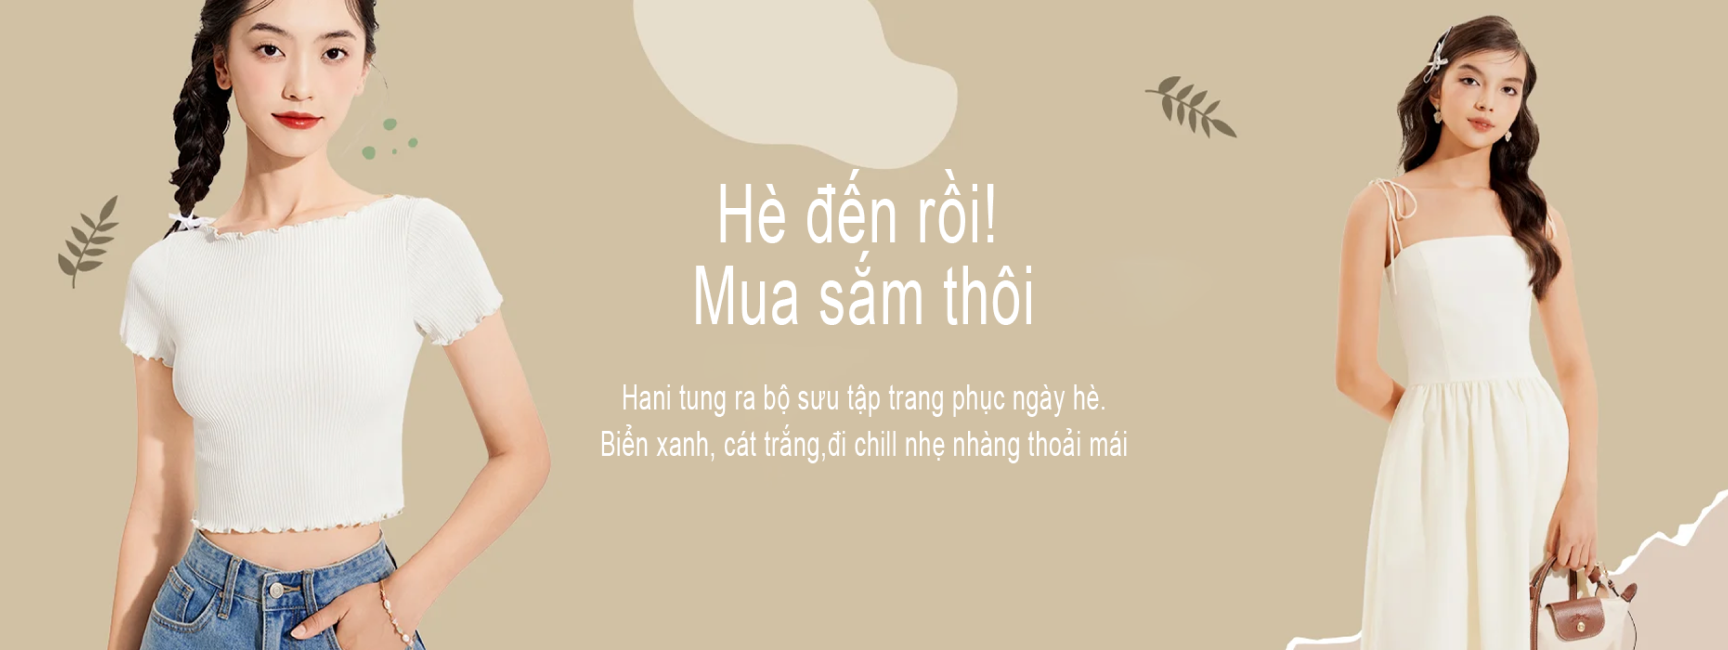 Hè đến rồi!
Mua sắm thôi
Hani tung ra bộ sưu tập trang phục ngày hè.
Biển xanh, cát trắng,đi chill nhẹ nhàng thoải mái